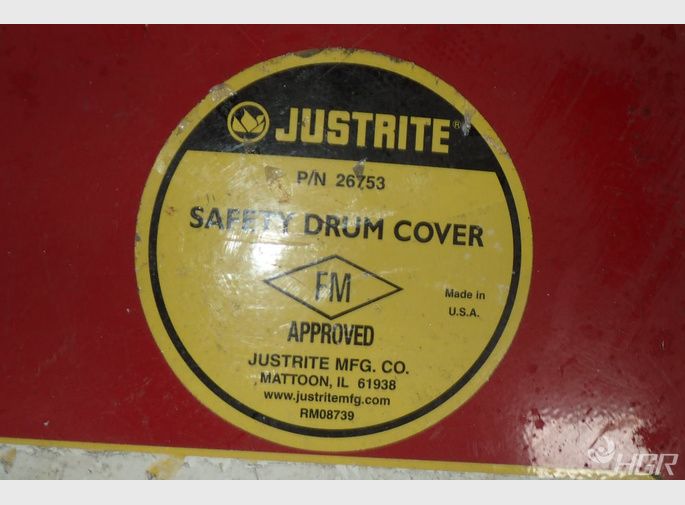 JUSTRITE®
P/N 26753
SAFETY DRUM COVER
FM
APPROVED
Made in
U.S.A.
JUSTRITE MFG. CO.
MATTOON, IL 61938
www.justritemfg.com
RM08739
HGR